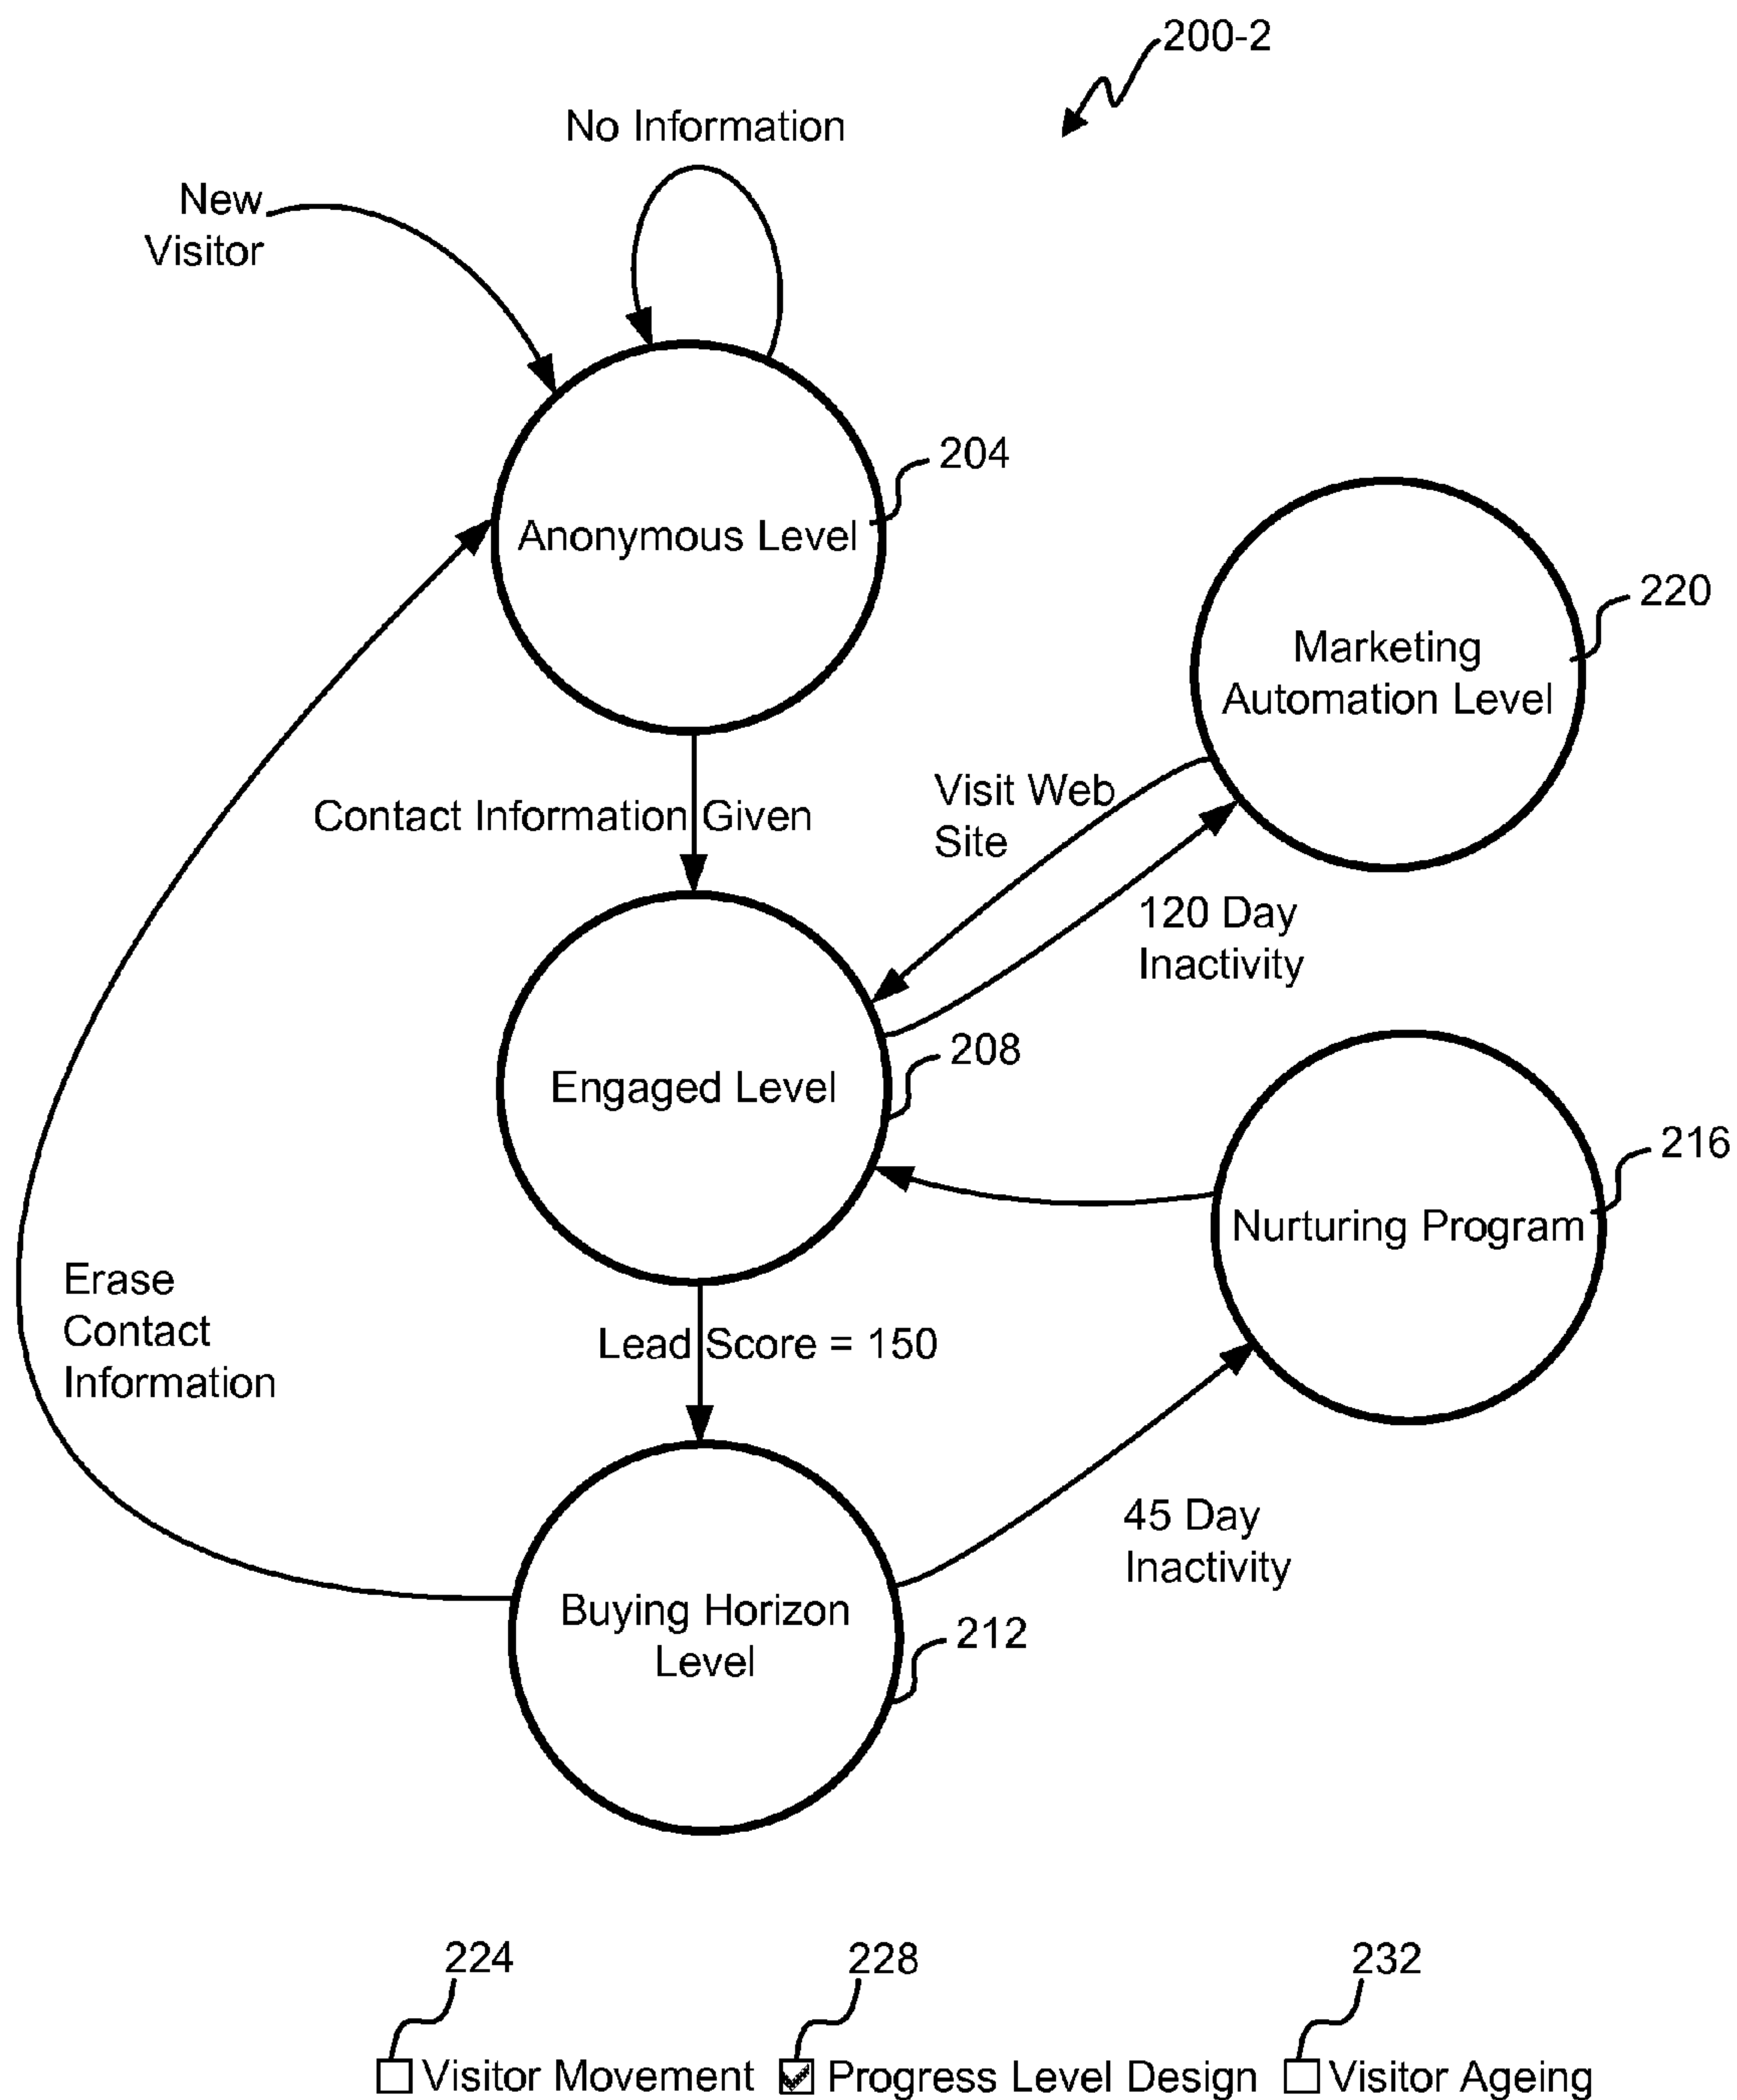 200-2
No Information
New
Visitor
204
Anonymous Level
220
Marketing
Automation Level
Visit Web
Site
Contact Information Given
120 Day
Inactivity
208
Engaged Level
216
Nurturing Program
Erase
Contact
Information
Lead Score = 150
45 Day
Inactivity
Buying Horizon
Level
212
224
228
232
Visitor Movement
Progress Level Design
Visitor Ageing